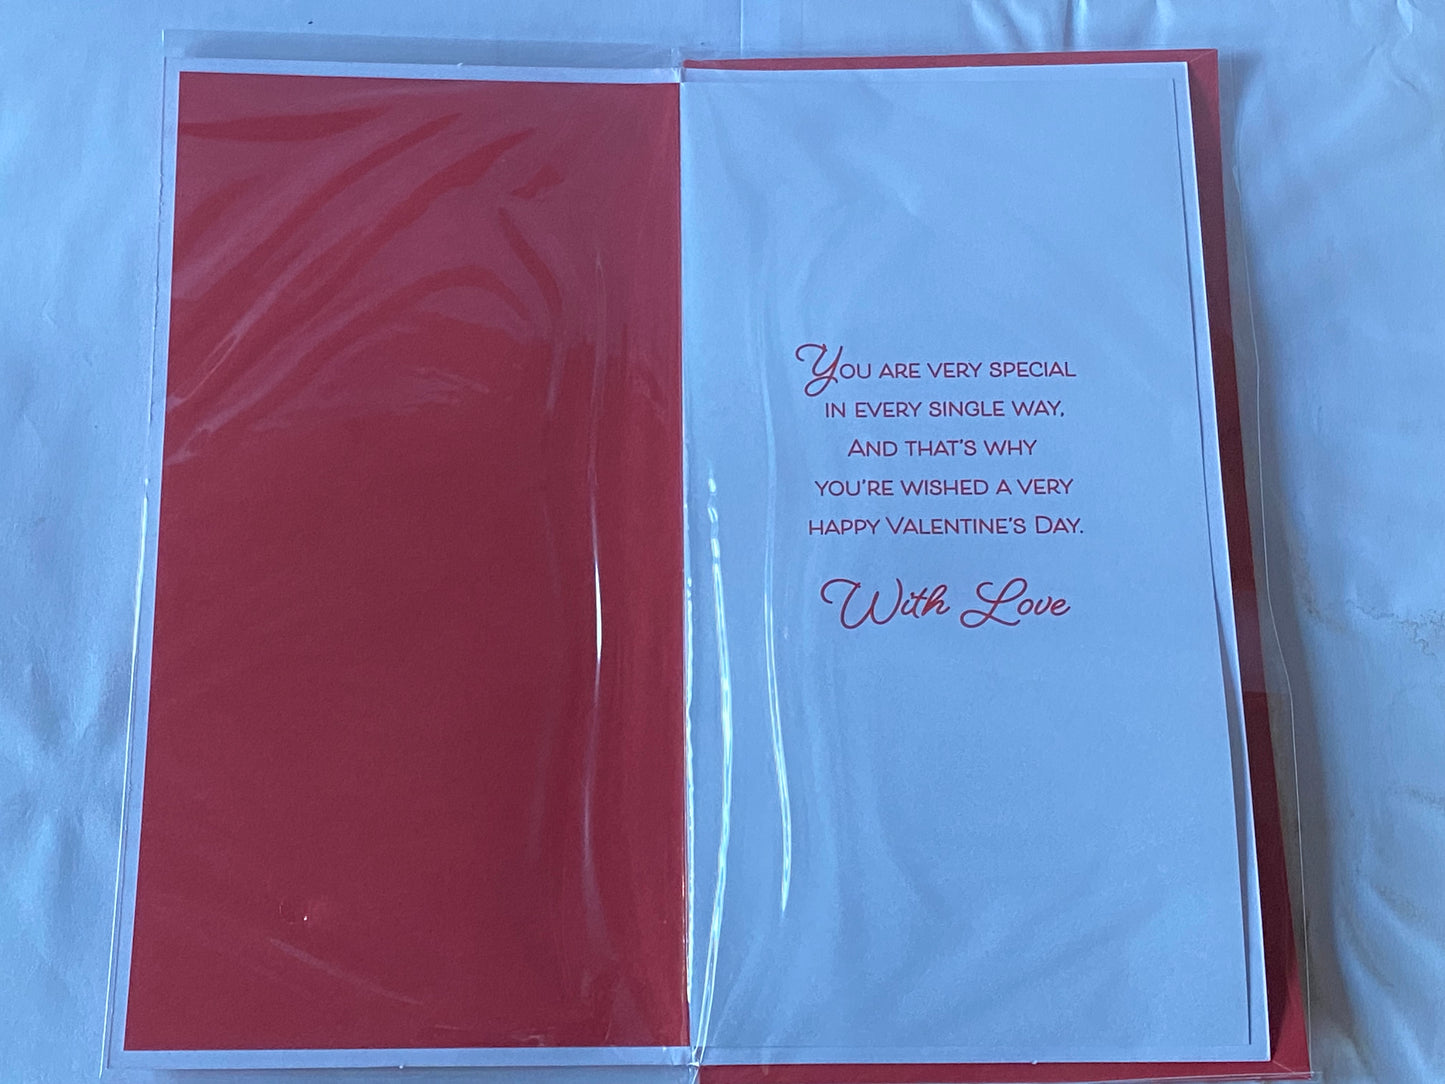 You are very special
in every single way,
And that's why
you're wished a very
happy Valentine's Day.
With Love